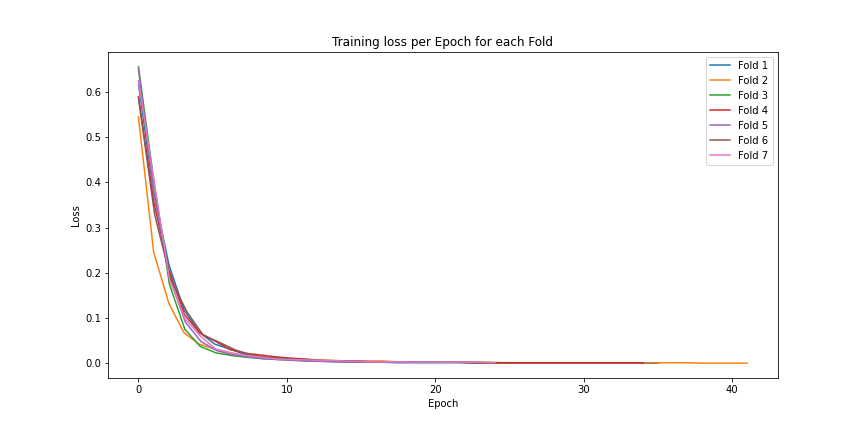 Training loss per Epoch for each Fold
Fold 1
Fold 2
Fold 3
Fold 4
Fold 5
Fold 6
Fold 7
0.6
0.5
0.4
0.3
0.2
0.1
0.0
Loss
0 10 20 30 40
Epoch